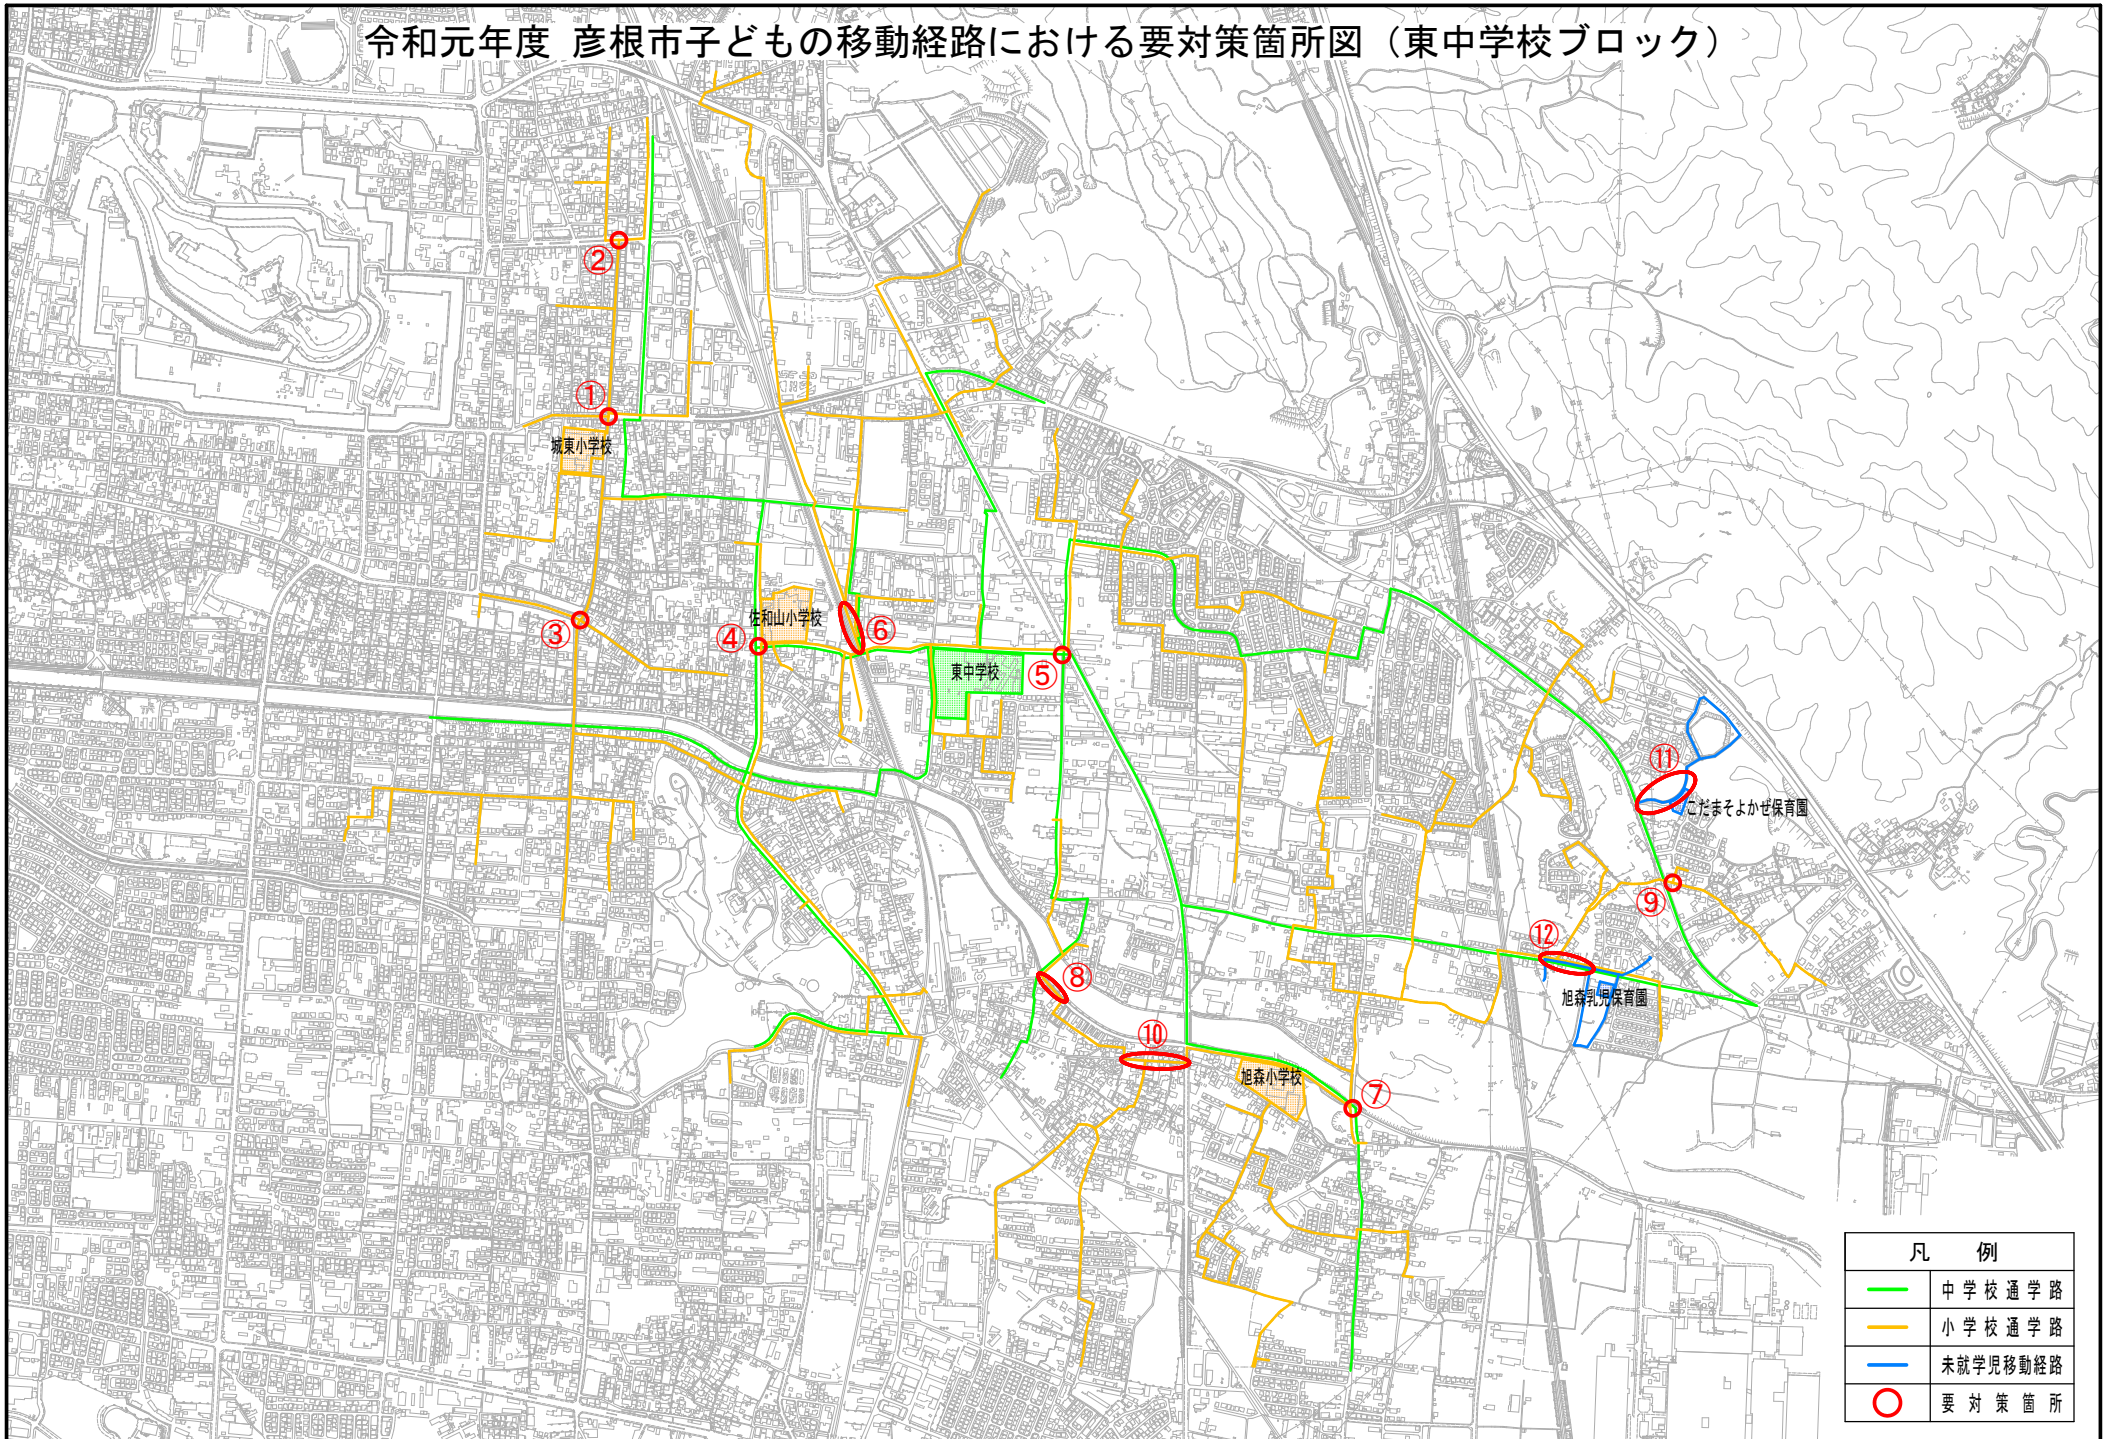 令和元年度 彦根市子どもの移動経路における要対策箇所図（東中学校ブロック）
②
①
城東小学校
③
④
佐和山小学校
⑥
東中学校
⑤
⑪
こだまそよかぜ保育園
⑨
⑫
旭森乳児保育園
⑧
⑩
旭森小学校
⑦
凡 例
中学校通学路
小学校通学路
未就学児移動経路
要対策箇所